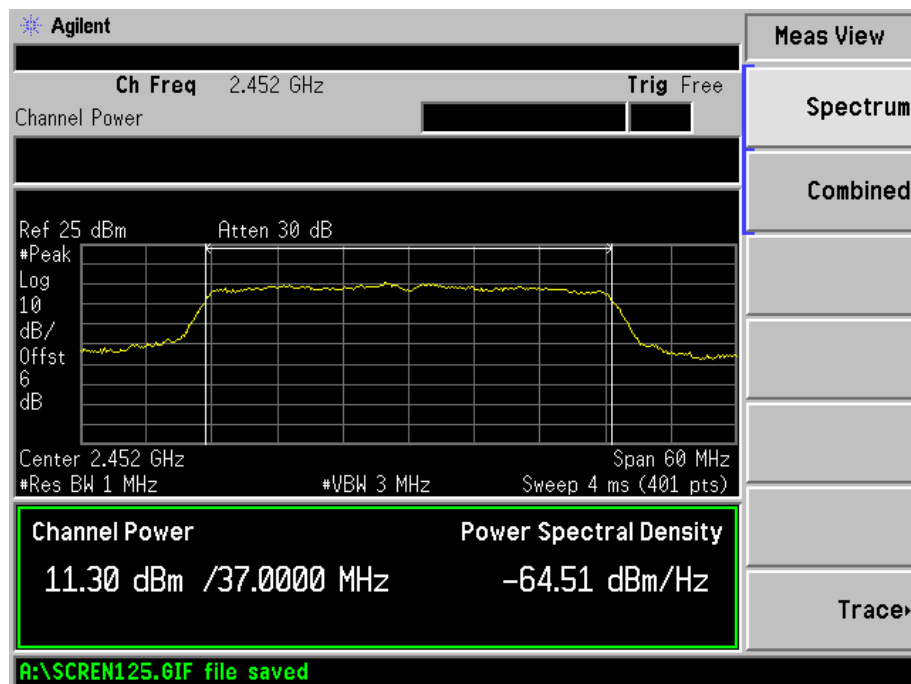 Agilent
Meas View
Ch Freq 2.452 GHz Trig Free
Channel Power
Spectrum
Combined
Ref 25 dBm Atten 30 dB
#Peak
Log
10
dB/
Offst
6
dB
Center 2.452 GHz Span 60 MHz
#Res BW 1 MHz #VBW 3 MHz Sweep 4 ms (401 pts)
Channel Power Power Spectral Density
11.30 dBm /37.0000 MHz -64.51 dBm/Hz
Trace
A:\SCREN125.GIF file saved